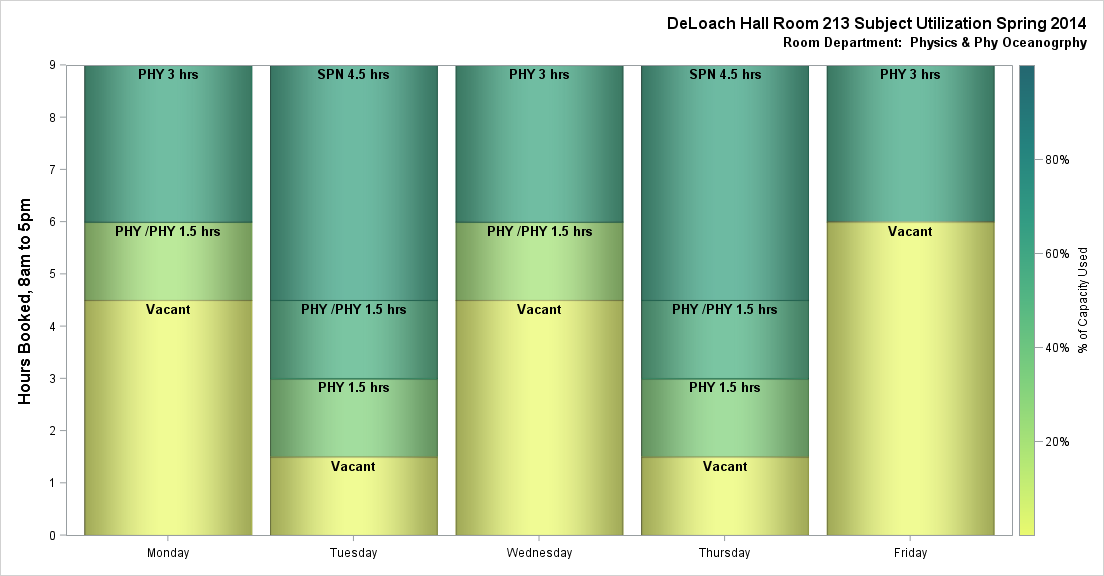 DeLoach Hall Room 213 Subject Utilization Spring 2014
Room Department:  Physics & Phy Oceanogrphy
Hours Booked, 8am to 5pm
9
8
7
6
5
4
3
2
1
0
PHY 3 hrs
PHY /PHY 1.5 hrs
Vacant
SPN 4.5 hrs
PHY /PHY 1.5 hrs
PHY 1.5 hrs
Vacant
PHY 3 hrs
PHY /PHY 1.5 hrs
Vacant
SPN 4.5 hrs
PHY /PHY 1.5 hrs
PHY 1.5 hrs
Vacant
PHY 3 hrs
Vacant
Monday
Tuesday
Wednesday
Thursday
Friday
80%
60%
40%
20%
% of Capacity Used